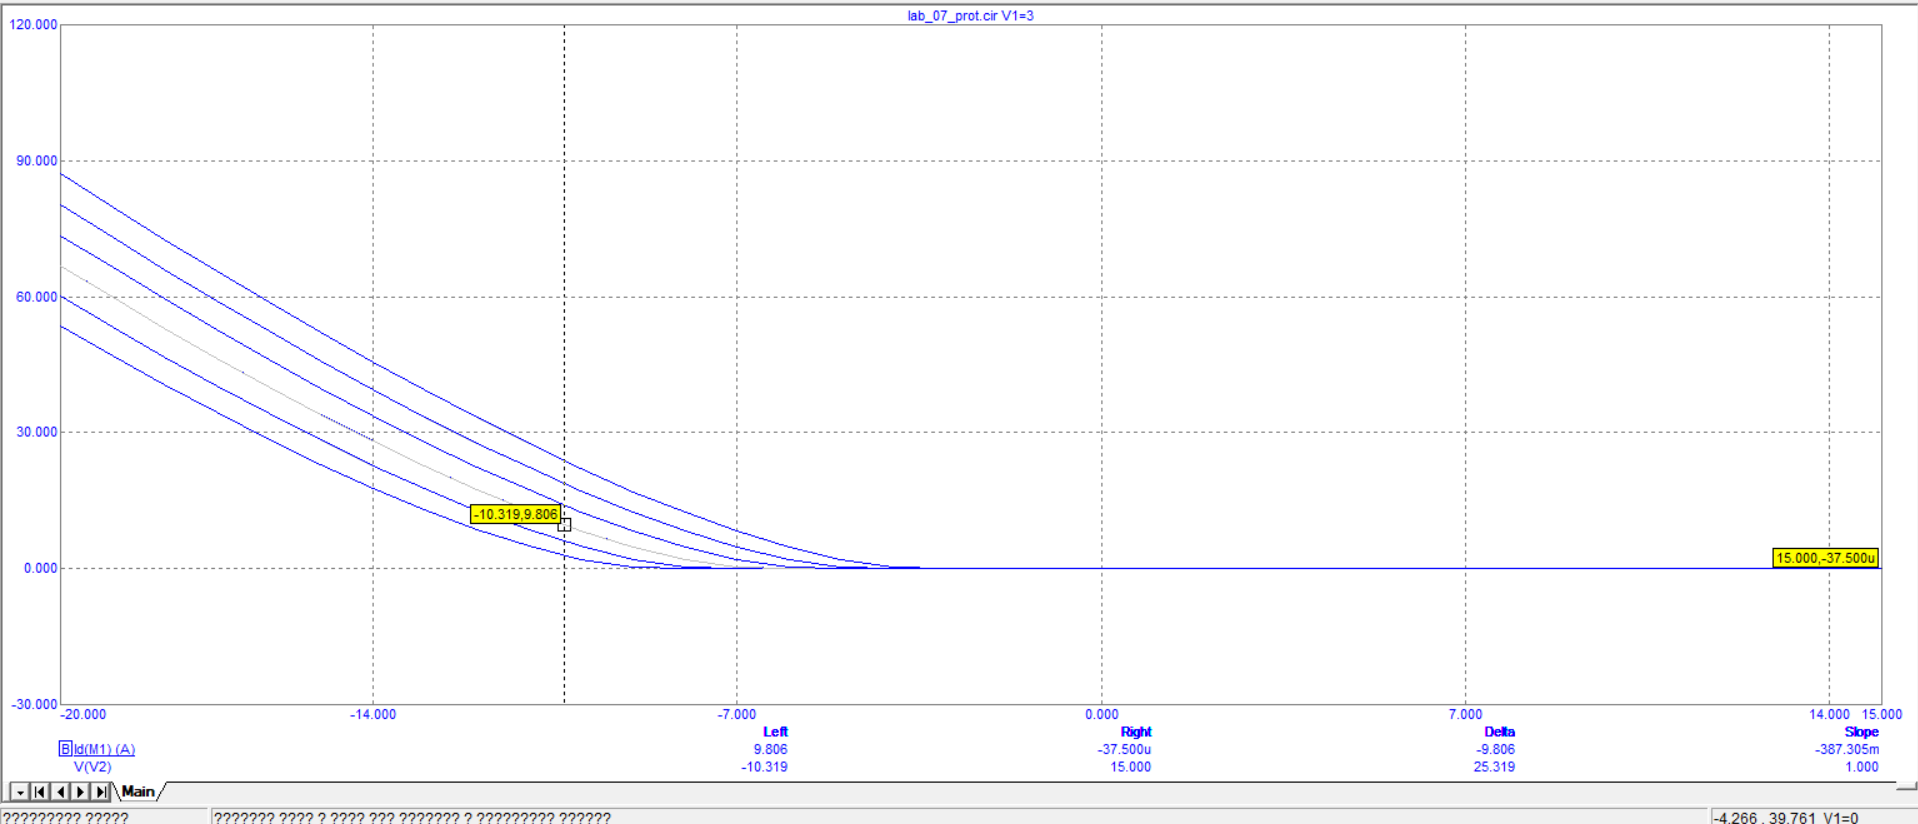 lab_07_prot.cir V1=3
120.000
90.000
60.000
30.000
0.000
-30.000
-10.319,9.806
15.000,-37.500u
-20.000 -14.000 -7.000 0.000 7.000 14.000 15.000
Left Right Delta Slope
B Id(M1) (A) 9.806 -37.500u -9.806 -387.305m
V(V2) -10.319 15.000 25.319 1.000
Main
????????? ????? ??????? ???? ? ???? ??? ??????? ? ????????? ?????? -4.266 , 39.761 V1=0